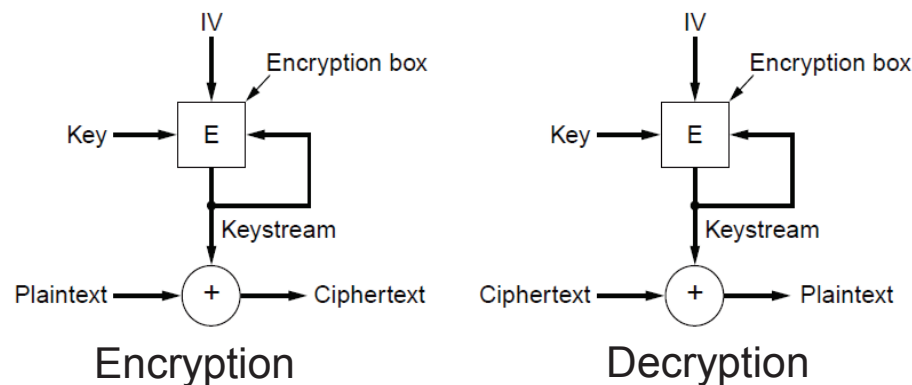 IV
Encryption box
Key
E
Keystream
Plaintext
+
Ciphertext
Encryption
IV
Encryption box
Key
E
Keystream
Ciphertext
+
Plaintext
Decryption